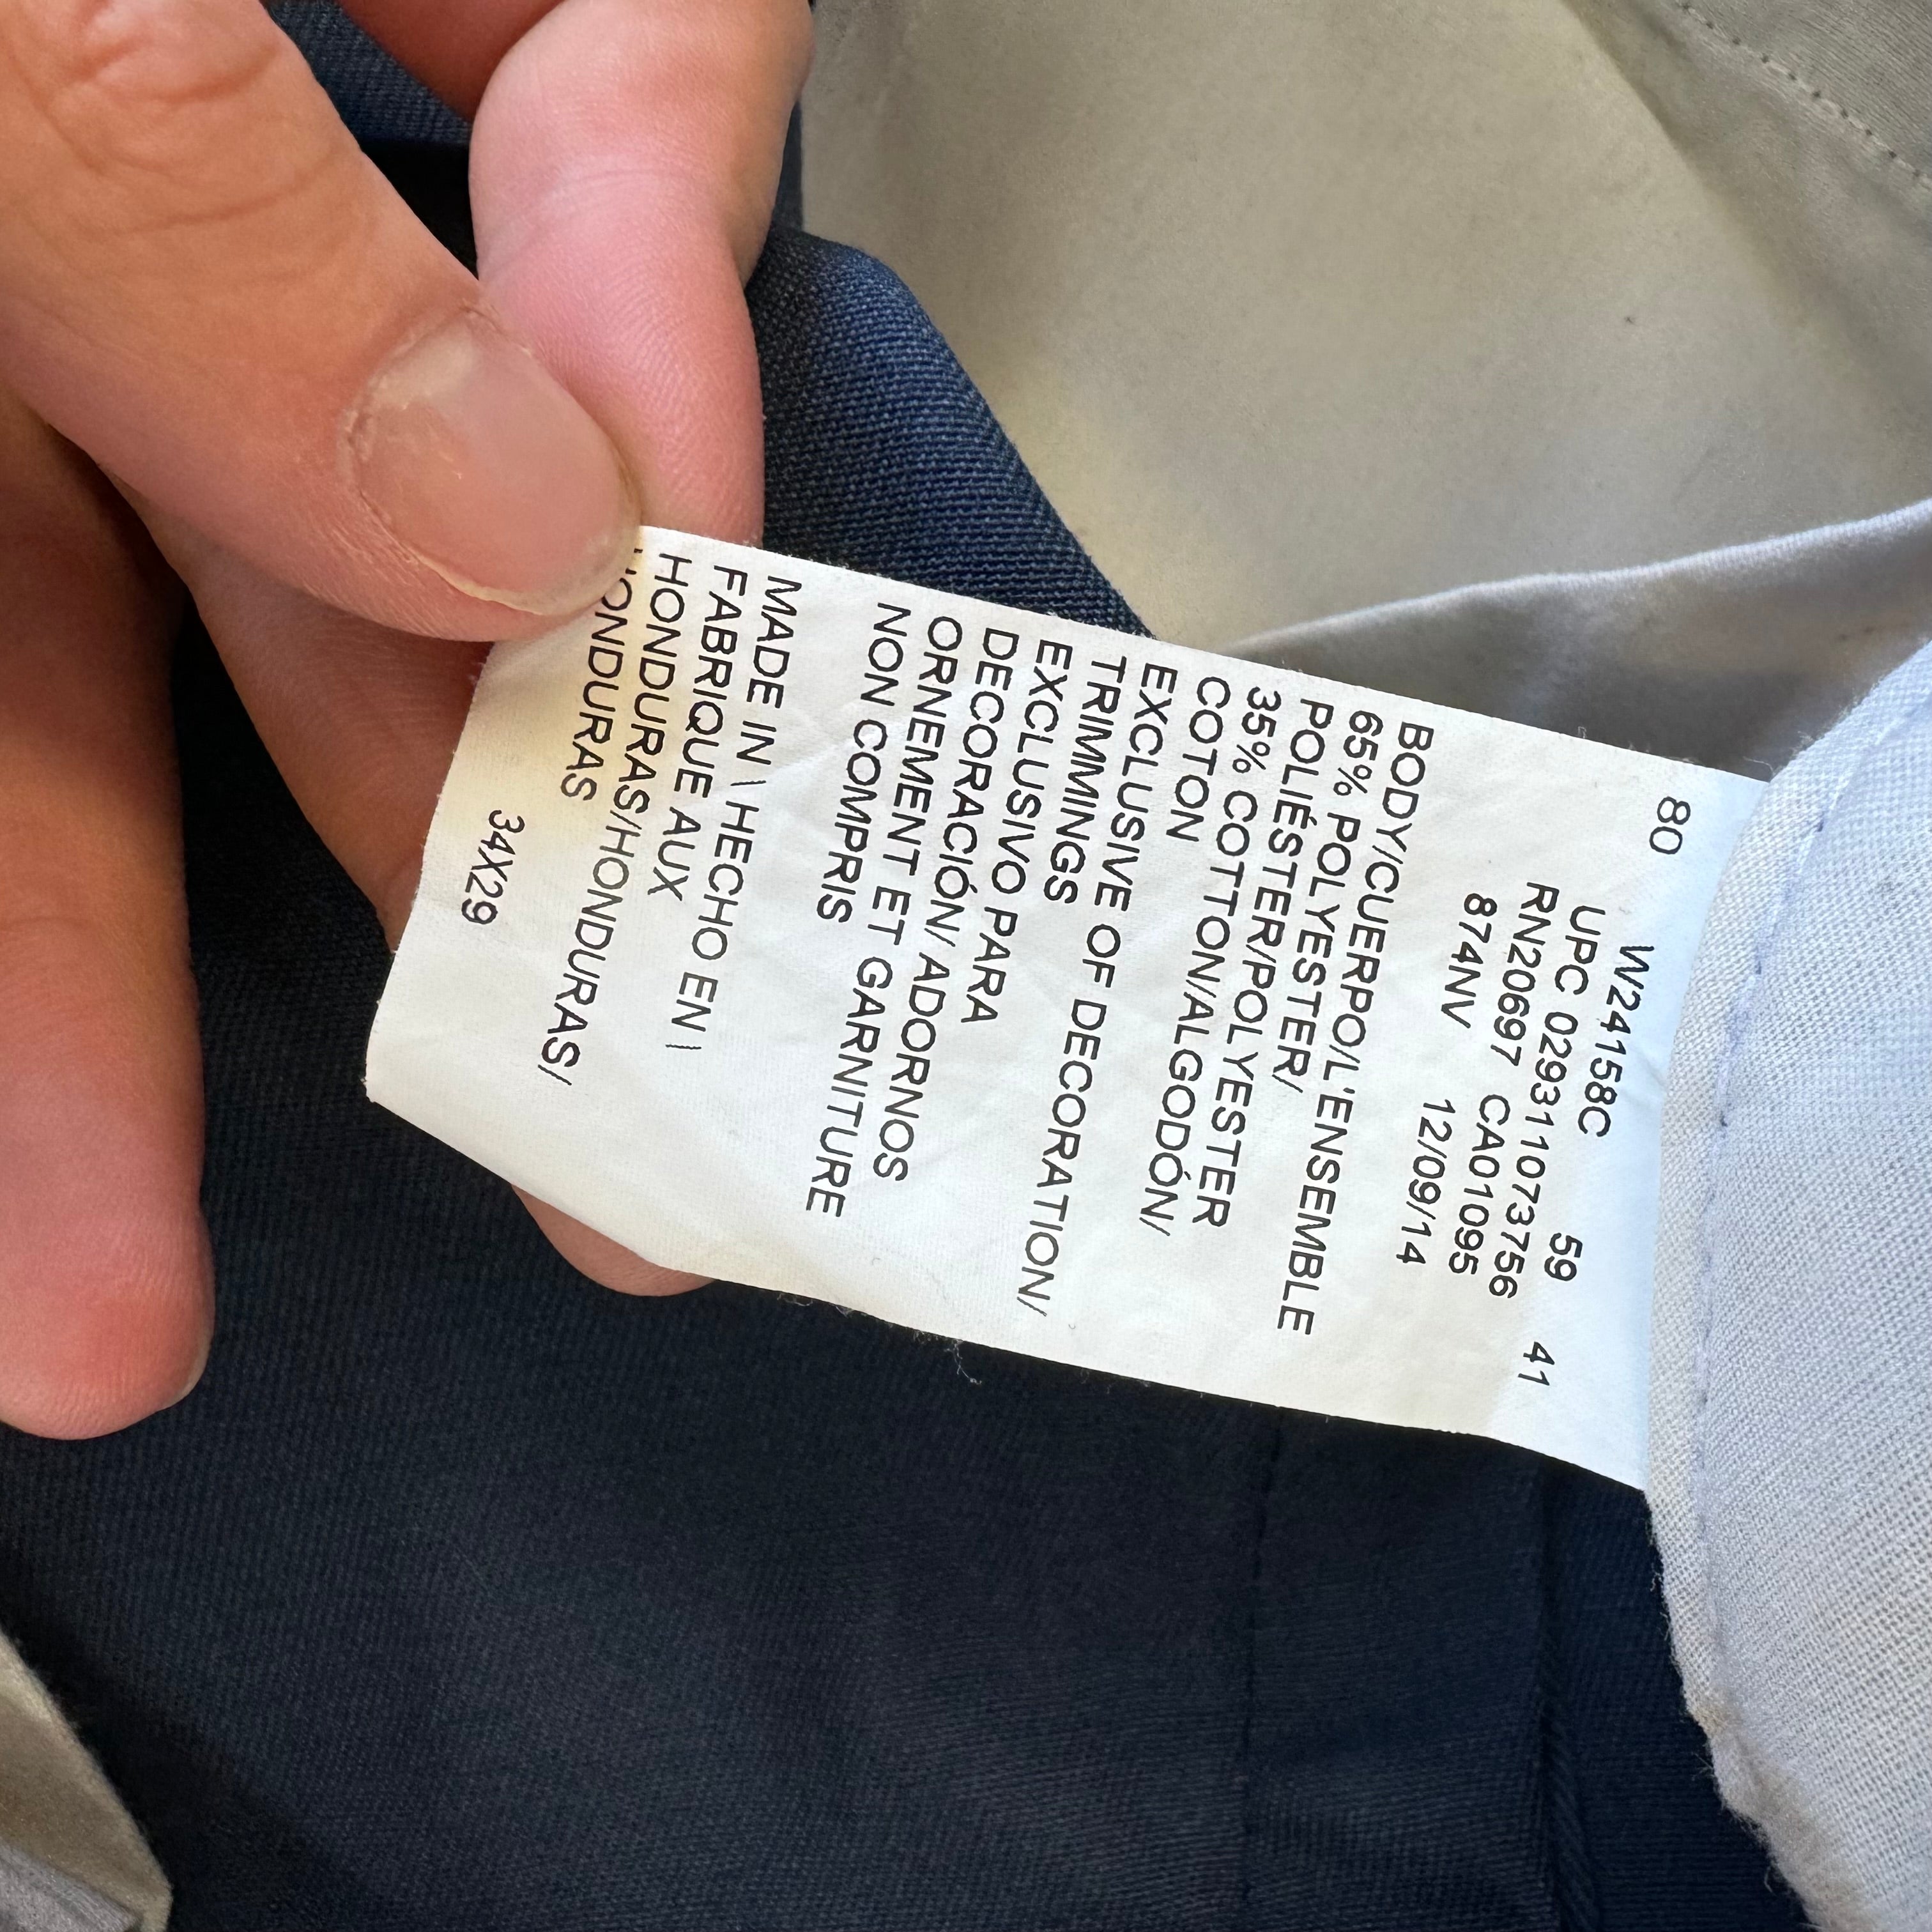 80
W24158C 59 41
UPC 029311073756
RN20697 CA01095
874NV 12/09/14
BODY/CUERPO/L'ENSEMBLE
65% POLYESTER/
POLIÉSTER/POLYESTER
35% COTTON/ALGODÓN/
COTON
EXCLUSIVE OF DECORATION/
TRIMMINGS
EXCLUSIVO PARA
DECORACIÓN/ ADORNOS
ORNEMENT ET GARNITURE
NON COMPRIS
MADE IN \ HECHO EN \
FABRIQUE AUX
HONDURAS/HONDURAS/
HONDURAS
34X29